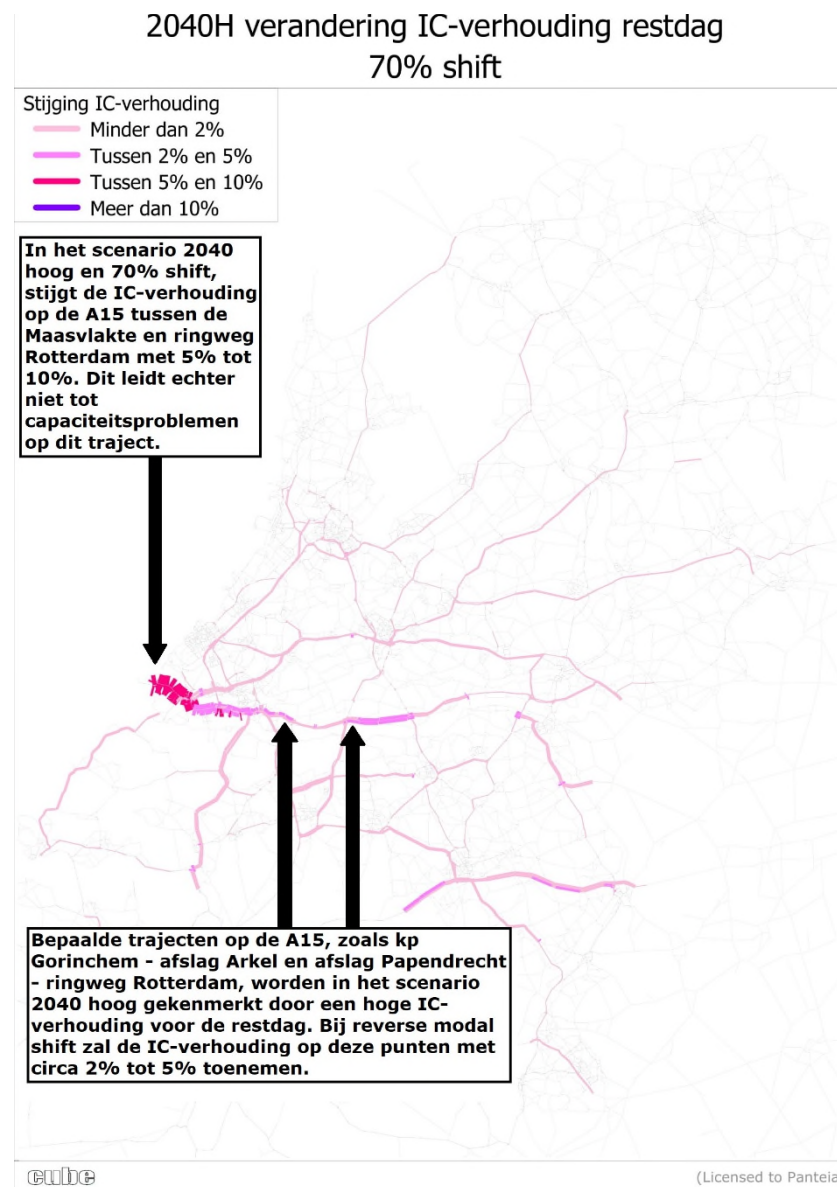 2040H verandering IC-verhouding restdag
70% shift
Stijging IC-verhouding
Minder dan 2%
Tussen 2% en 5%
Tussen 5% en 10%
Meer dan 10%
In het scenario 2040
hoog en 70% shift,
stijgt de IC-verhouding
op de A15 tussen de
Maasvlakte en ringweg
Rotterdam met 5% tot
10%. Dit leidt echter
niet tot
capaciteitsproblemen
op dit traject.
Bepaalde trajecten op de A15, zoals kp
Gorinchem - afslag Arkel en afslag Papendrecht
- ringweg Rotterdam, worden in het scenario
2040 hoog gekenmerkt door een hoge IC-
verhouding voor de restdag. Bij reverse modal
shift zal de IC-verhouding op deze punten met
circa 2% tot 5% toenemen.
cube
(Licensed to Panteia